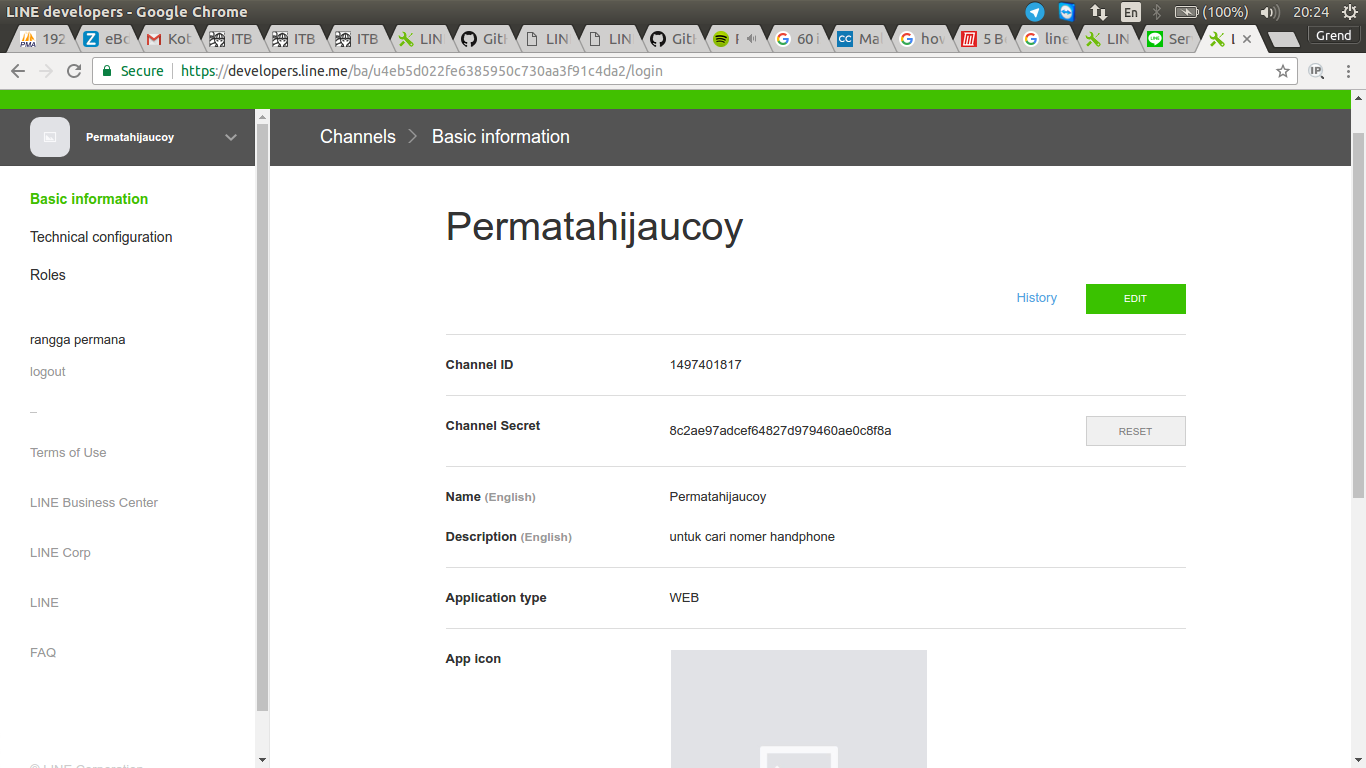 LINE developers - Google Chrome
En (100%) 20:24
192 eBo Kot ITB ITB ITB LIN Git LIN LIN Git 60 i Ma hov 5 B line LIN Ser L Grend
Secure https://developers.line.me/ba/u4eb5d022fe6385950c730aa3f91c4da2/login
Permatahijaucoy
Channels Basic information
Basic information
Technical configuration
Roles
rangga permana
logout
–
Terms of Use
LINE Business Center
LINE Corp
LINE
FAQ
© LINE Corporation
Permatahijaucoy
History EDIT
Channel ID 1497401817
Channel Secret 8c2ae97adcef64827d979460ae0c8f8a RESET
Name (English) Permatahijaucoy
Description (English) untuk cari nomer handphone
Application type WEB
App icon